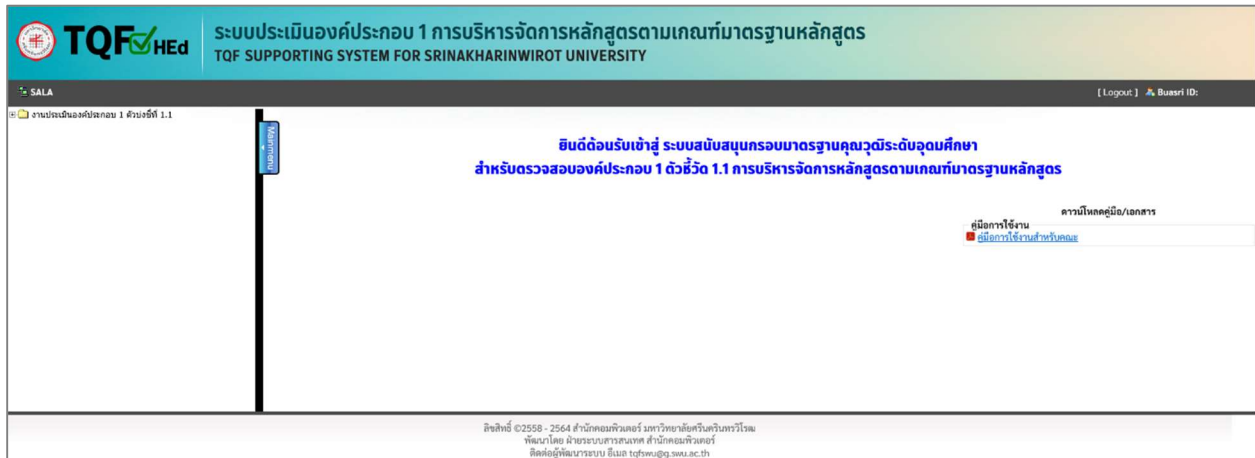 TQF HEd
ระบบประเมินองค์ประกอบ 1 การบริหารจัดการหลักสูตรตามเกณฑ์มาตรฐานหลักสูตร
TQF SUPPORTING SYSTEM FOR SRINAKHARINWIROT UNIVERSITY
SALA
[ Logout ] Buasri ID:
งานประเมินองค์ประกอบ 1 ตัวบ่งชี้ที่ 1.1
Mainmenu
ยินดีต้อนรับเข้าสู่ ระบบสนับสนุนกรอบมาตรฐานคุณวุฒิระดับอุดมศึกษา
สำหรับตรวจสอบองค์ประกอบ 1 ตัวชี้วัด 1.1 การบริหารจัดการหลักสูตรตามเกณฑ์มาตรฐานหลักสูตร
ดาวน์โหลดคู่มือ/เอกสาร
คู่มือการใช้งาน
คู่มือการใช้งานสำหรับคณะ
ลิขสิทธิ์ ©2558 - 2564 สำนักคอมพิวเตอร์ มหาวิทยาลัยศรีนครินทรวิโรฒ
พัฒนาโดย ฝ่ายระบบสารสนเทศ สำนักคอมพิวเตอร์
ติดต่อผู้พัฒนาระบบ อีเมล tqfswu@g.swu.ac.th